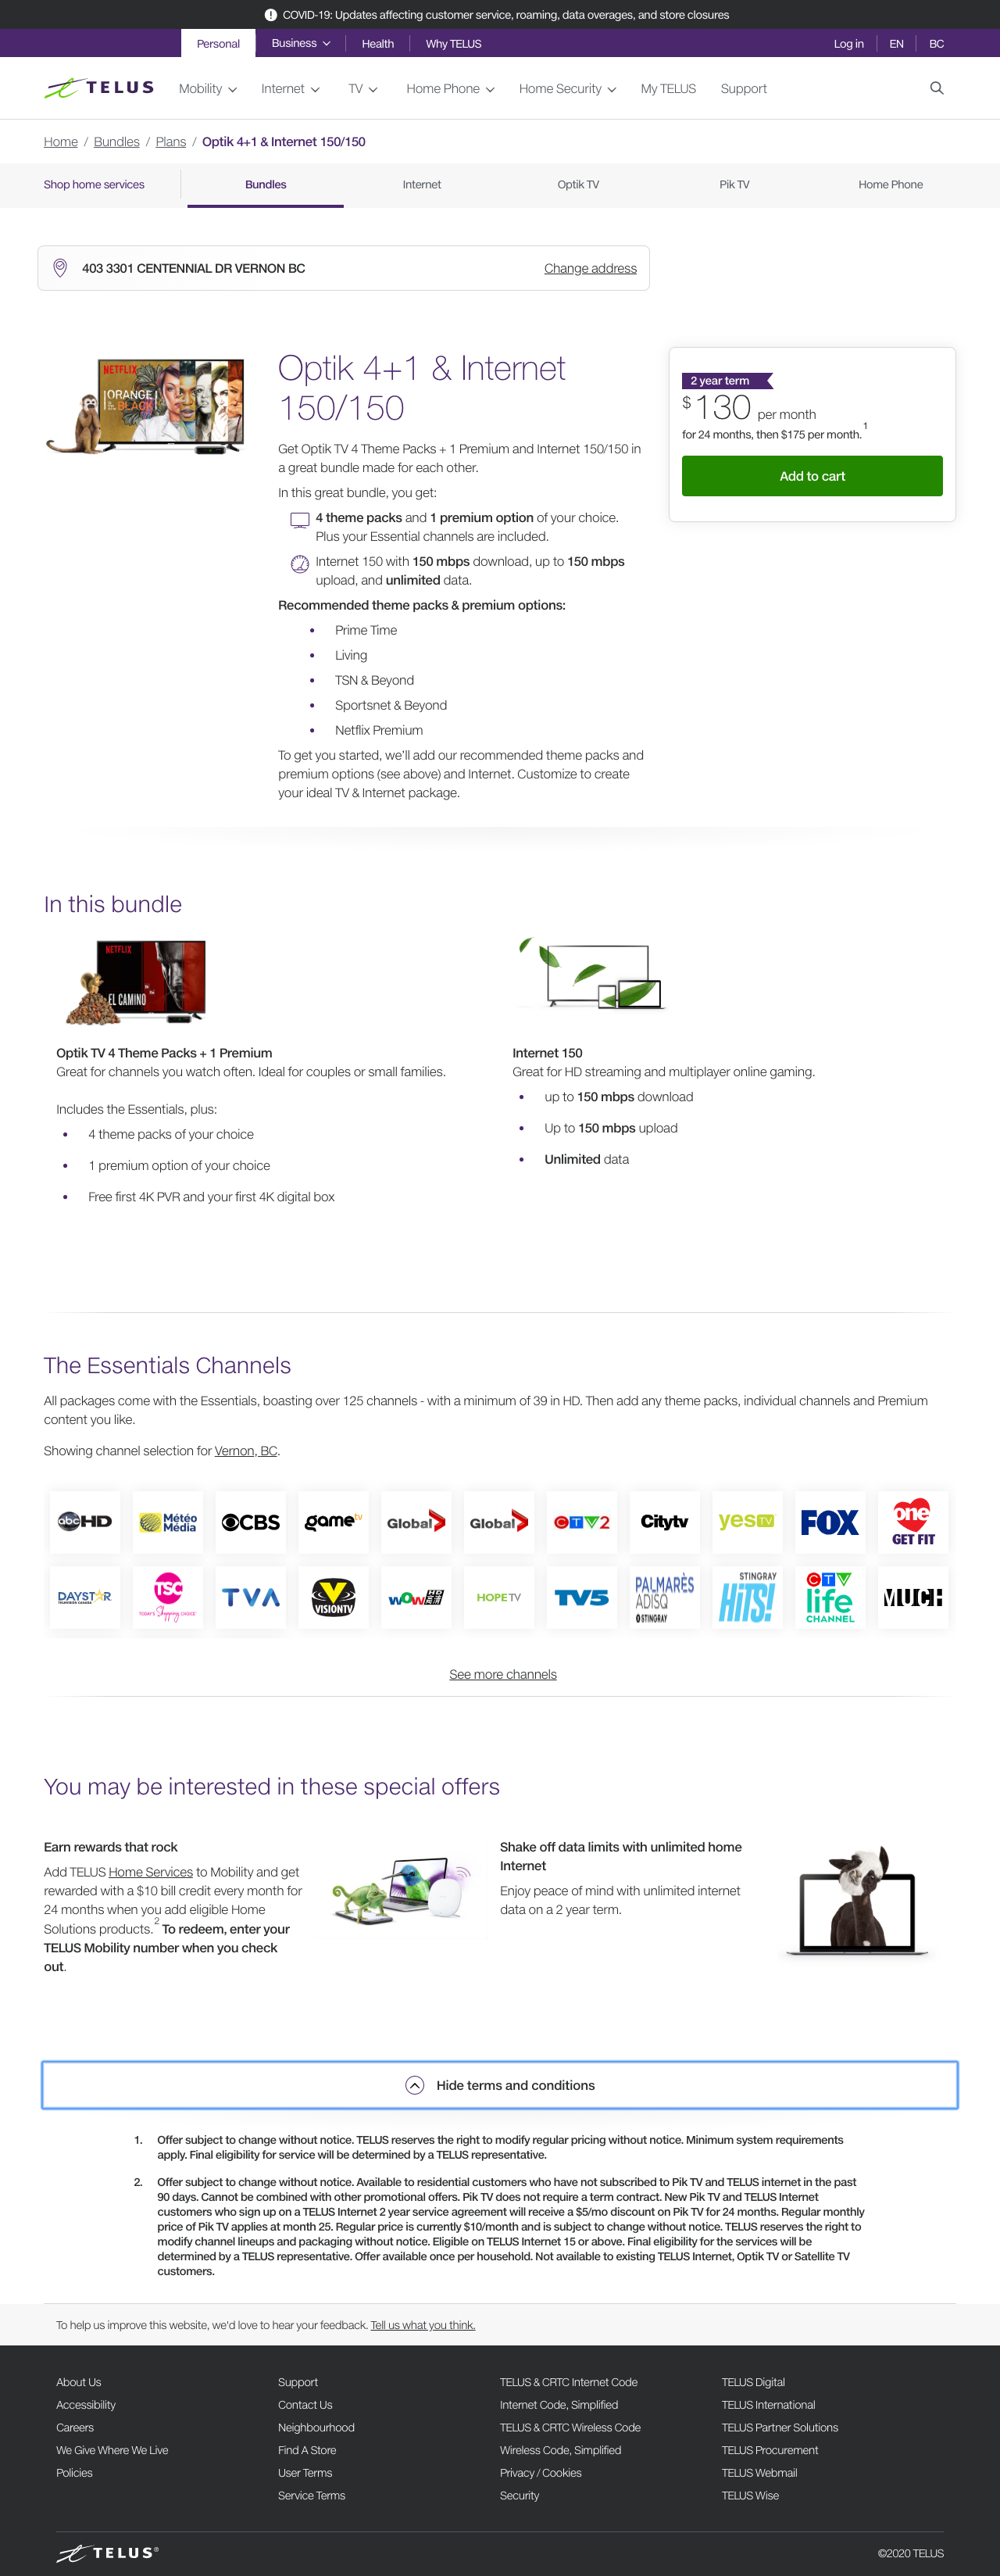 COVID-19: Updates affecting customer service, roaming, data overages, and store closures
Personal
Business
Health
Why TELUS
Log in
EN
BC
TELUS
Mobility
Internet
TV
Home Phone
Home Security
My TELUS
Support
Home / Bundles / Plans / Optik 4+1 & Internet 150/150
Shop home services
Bundles
Internet
Optik TV
Pik TV
Home Phone
403 3301 CENTENNIAL DR VERNON BC
Change address
NETFLIX
ORANGE
BLACK
Optik 4+1 & Internet
150/150
Get Optik TV 4 Theme Packs + 1 Premium and Internet 150/150 in
a great bundle made for each other.
In this great bundle, you get:
4 theme packs and 1 premium option of your choice.
Plus your Essential channels are included.
Internet 150 with 150 mbps download, up to 150 mbps
upload, and unlimited data.
Recommended theme packs & premium options:
• Prime Time
• Living
• TSN & Beyond
• Sportsnet & Beyond
• Netflix Premium
To get you started, we'll add our recommended theme packs and
premium options (see above) and Internet. Customize to create
your ideal TV & Internet package.
2 year term
$130 per month
for 24 months, then $175 per month.1
Add to cart
In this bundle
NETFLIX
EL CAMINO
Optik TV 4 Theme Packs + 1 Premium
Great for channels you watch often. Ideal for couples or small families.
Includes the Essentials, plus:
• 4 theme packs of your choice
• 1 premium option of your choice
• Free first 4K PVR and your first 4K digital box
Internet 150
Great for HD streaming and multiplayer online gaming.
• up to 150 mbps download
• Up to 150 mbps upload
• Unlimited data
The Essentials Channels
All packages come with the Essentials, boasting over 125 channels - with a minimum of 39 in HD. Then add any theme packs, individual channels and Premium
content you like.
Showing channel selection for Vernon, BC.
abc HD
Météo Média
CBS
game tv
Global
Global
CTV2
Citytv
yes TV
FOX
one GET FIT
DAYSTAR
TSC TODAY'S Shopping CHOICE
TVA
VISIONTV
WOW
HOPE TV
TV5
PALMARÈS ADISQ STINGRAY
STINGRAY HiTS!
CTV life CHANNEL
MUCH
See more channels
You may be interested in these special offers
Earn rewards that rock
Add TELUS Home Services to Mobility and get
rewarded with a $10 bill credit every month for
24 months when you add eligible Home
Solutions products.2 To redeem, enter your
TELUS Mobility number when you check
out.
Shake off data limits with unlimited home
Internet
Enjoy peace of mind with unlimited internet
data on a 2 year term.
Hide terms and conditions
1. Offer subject to change without notice. TELUS reserves the right to modify regular pricing without notice. Minimum system requirements
apply. Final eligibility for service will be determined by a TELUS representative.
2. Offer subject to change without notice. Available to residential customers who have not subscribed to Pik TV and TELUS internet in the past
90 days. Cannot be combined with other promotional offers. Pik TV does not require a term contract. New Pik TV and TELUS Internet
customers who sign up on a TELUS Internet 2 year service agreement will receive a $5/mo discount on Pik TV for 24 months. Regular monthly
price of Pik TV applies at month 25. Regular price is currently $10/month and is subject to change without notice. TELUS reserves the right to
modify channel lineups and packaging without notice. Eligible on TELUS Internet 15 or above. Final eligibility for the services will be
determined by a TELUS representative. Offer available once per household. Not available to existing TELUS Internet, Optik TV or Satellite TV
customers.
To help us improve this website, we'd love to hear your feedback. Tell us what you think.
About Us
Accessibility
Careers
We Give Where We Live
Policies
Support
Contact Us
Neighbourhood
Find A Store
User Terms
Service Terms
TELUS & CRTC Internet Code
Internet Code, Simplified
TELUS & CRTC Wireless Code
Wireless Code, Simplified
Privacy / Cookies
Security
TELUS Digital
TELUS International
TELUS Partner Solutions
TELUS Procurement
TELUS Webmail
TELUS Wise
TELUS®
©2020 TELUS